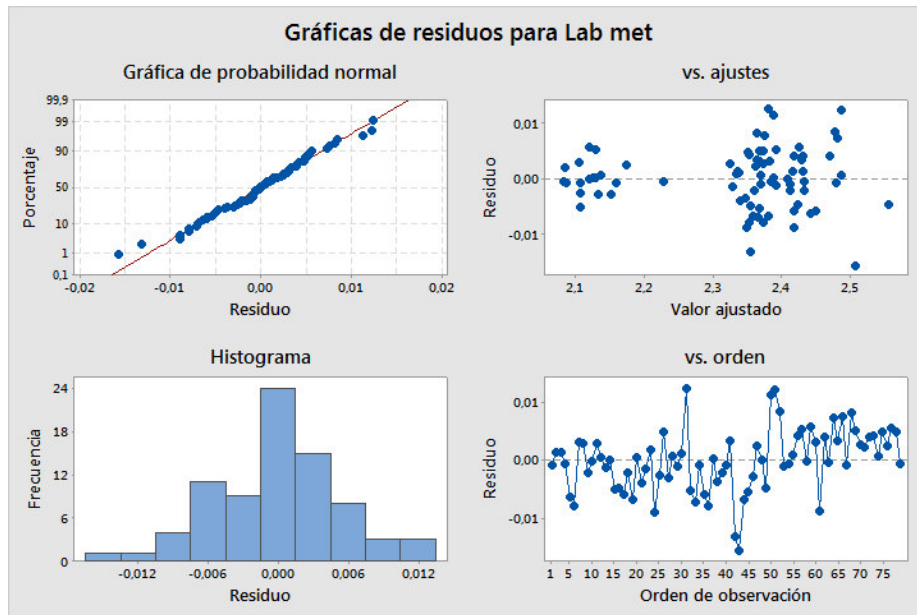 Gráficas de residuos para Lab met
Gráfica de probabilidad normal
99,9
99
90
50
10
1
0,1
Porcentaje
-0,02 -0,01 0,00 0,01 0,02
Residuo
vs. ajustes
0,01
0,00
-0,01
Residuo
2,1 2,2 2,3 2,4 2,5
Valor ajustado
Histograma
24
18
12
6
0
Frecuencia
-0,012 -0,006 0,000 0,006 0,012
Residuo
vs. orden
0,01
0,00
-0,01
Residuo
1 5 10 15 20 25 30 35 40 45 50 55 60 65 70 75
Orden de observación